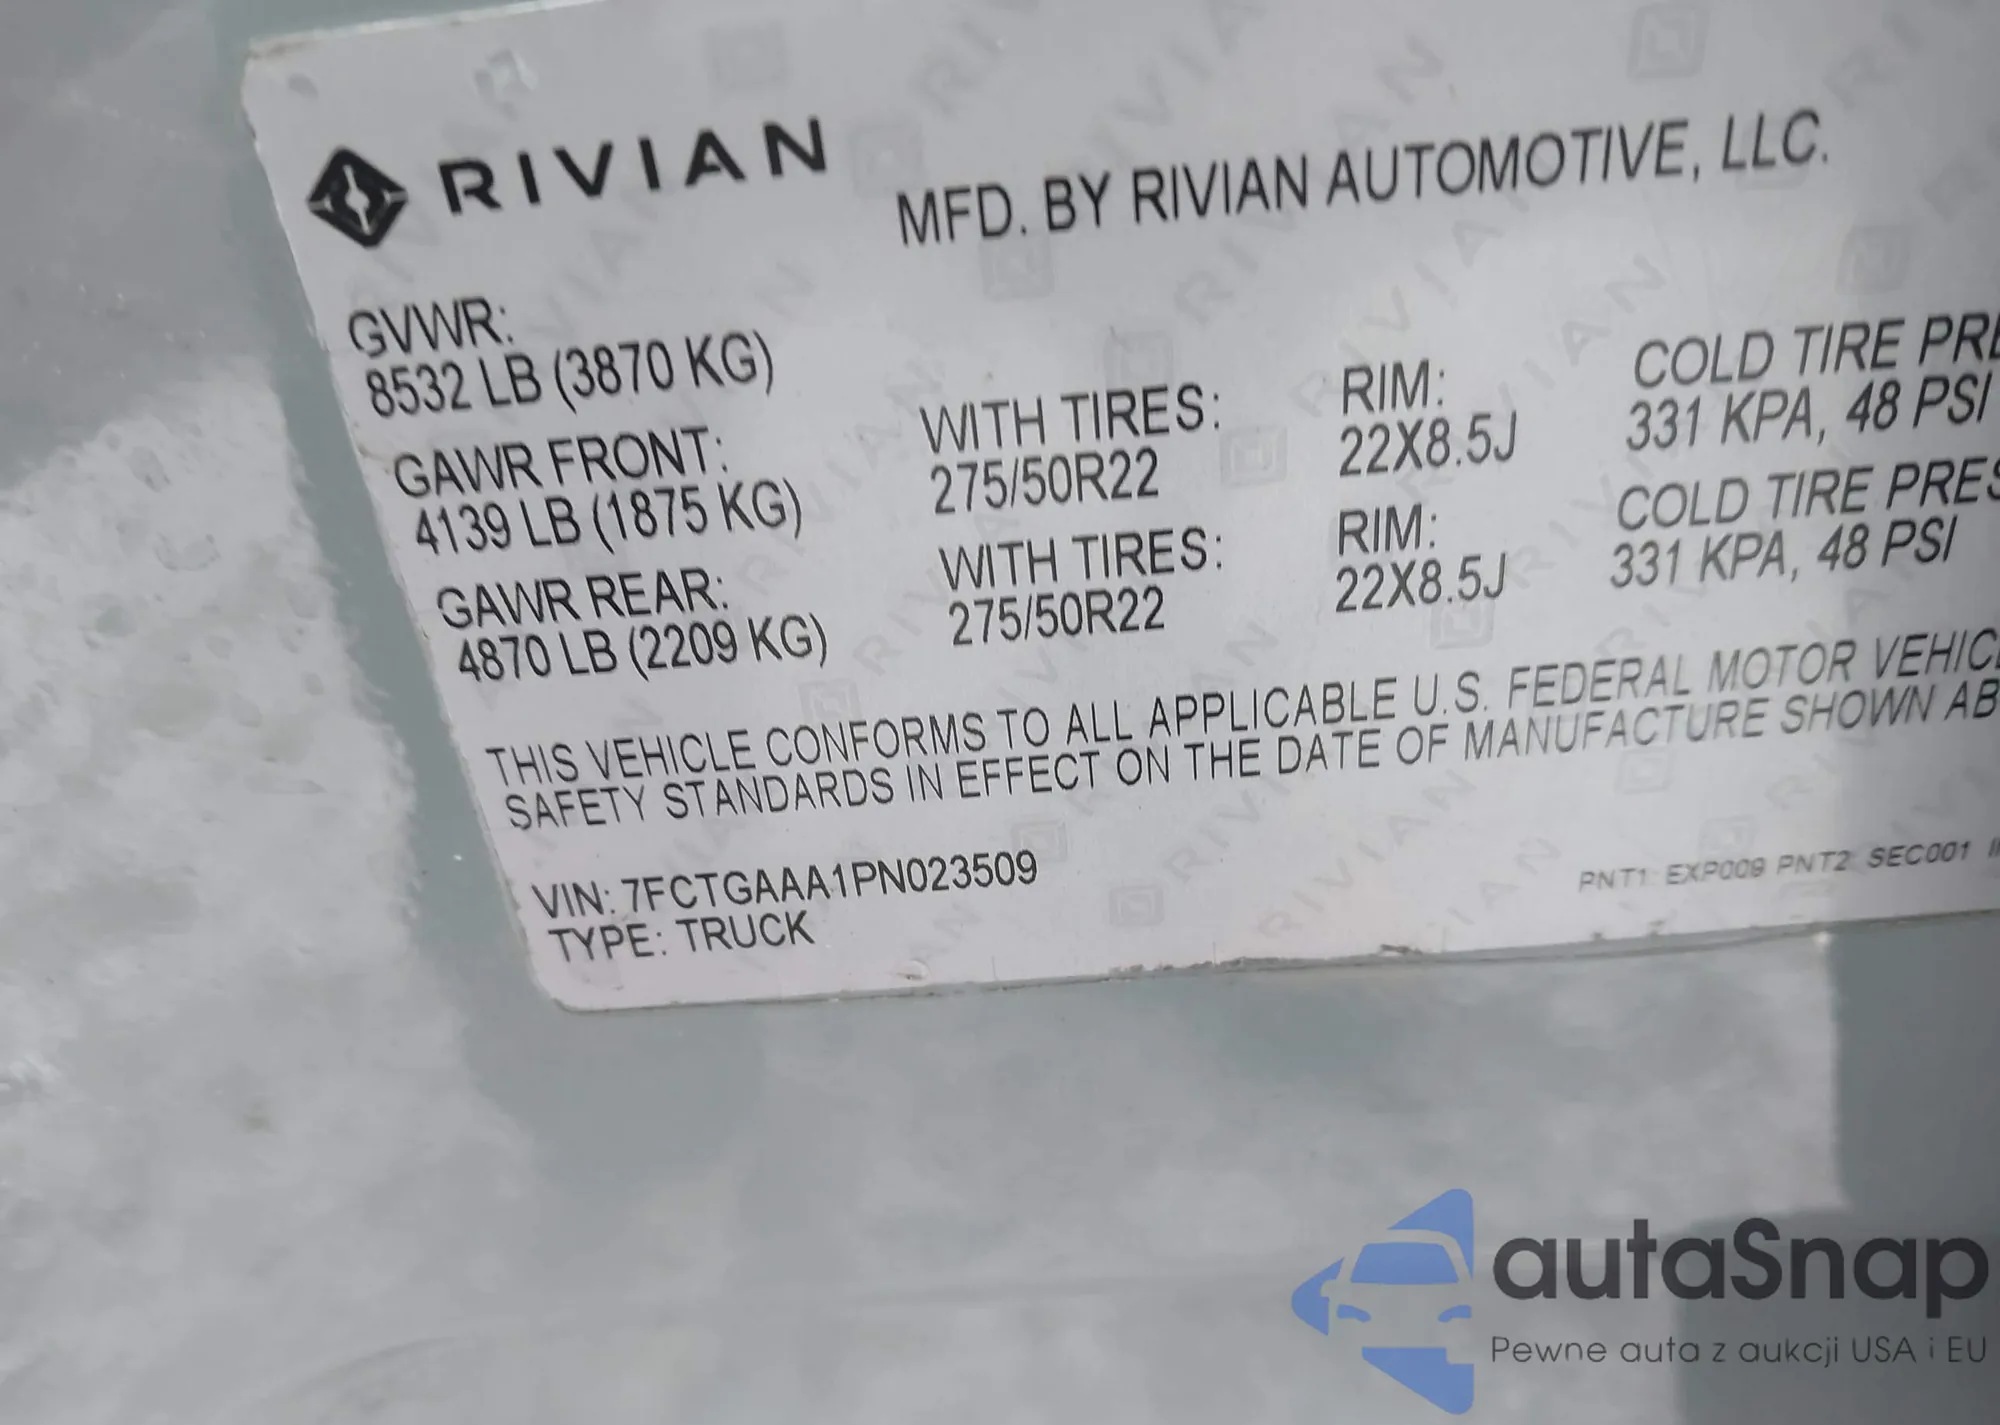 RIVIAN
MFD. BY RIVIAN AUTOMOTIVE, LLC.
GVWR:
8532 LB (3870 KG)
GAWR FRONT:
4139 LB (1875 KG)
WITH TIRES:
275/50R22
RIM:
22X8.5J
COLD TIRE PRE
331 KPA, 48 PSI
GAWR REAR:
4870 LB (2209 KG)
WITH TIRES:
275/50R22
RIM:
22X8.5J
COLD TIRE PRES
331 KPA, 48 PSI
THIS VEHICLE CONFORMS TO ALL APPLICABLE U.S. FEDERAL MOTOR VEHIC
SAFETY STANDARDS IN EFFECT ON THE DATE OF MANUFACTURE SHOWN AB
VIN: 7FCTGAAA1PN023509
TYPE: TRUCK
PNT1: EXP009 PNT2: SEC001
autaSnap
Pewne auta z aukcji USA i EU